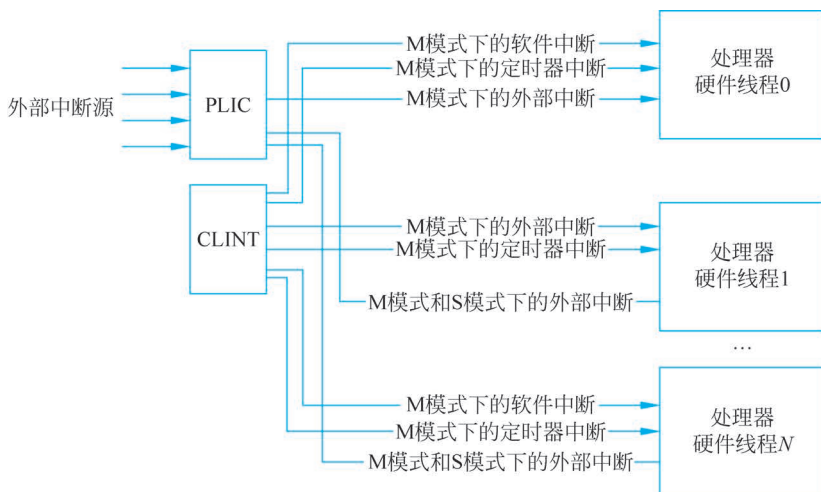 外部中断源
PLIC
CLINT
M模式下的软件中断
M模式下的定时器中断
M模式下的外部中断
处理器
硬件线程0
M模式下的外部中断
M模式下的定时器中断
M模式和S模式下的外部中断
处理器
硬件线程1
…
M模式下的软件中断
M模式下的定时器中断
M模式和S模式下的外部中断
处理器
硬件线程N